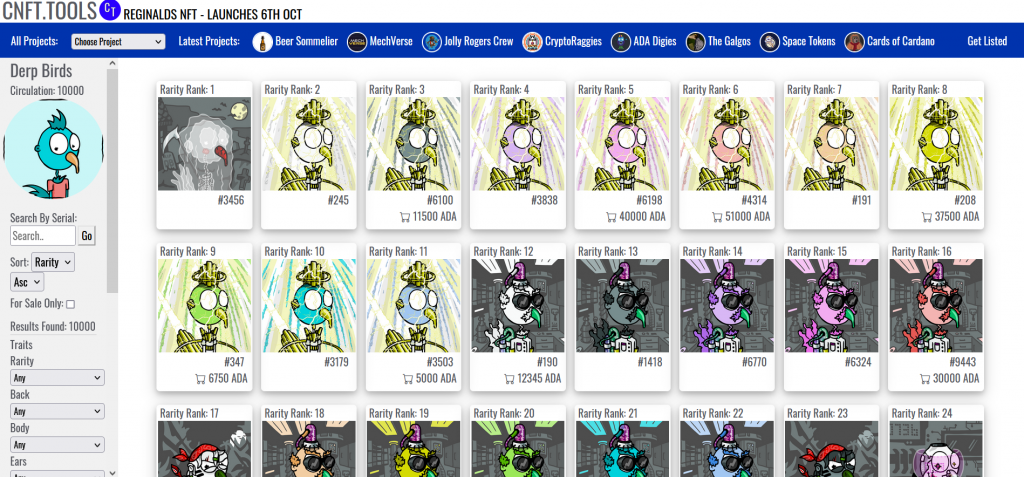 CNFT.TOOLS CT REGINALDS NFT - LAUNCHES 6TH OCT
All Projects: Choose Project Latest Projects: Beer Sommelier MechVerse Jolly Rogers Crew CryptoRaggies ADA Digies The Galgos Space Tokens Cards of Cardano Get Listed
Derp Birds
Circulation: 10000
Search By Serial:
Search.. Go
Sort: Rarity
Asc
For Sale Only:
Results Found: 10000
Traits
Rarity
Any
Back
Any
Body
Any
Ears
Rarity Rank: 1 Rarity Rank: 2 Rarity Rank: 3 Rarity Rank: 4 Rarity Rank: 5 Rarity Rank: 6 Rarity Rank: 7 Rarity Rank: 8
#3456 #245 #6100 #3838 #6198 #4314 #191 #208
11500 ADA 40000 ADA 51000 ADA 37500 ADA
Rarity Rank: 9 Rarity Rank: 10 Rarity Rank: 11 Rarity Rank: 12 Rarity Rank: 13 Rarity Rank: 14 Rarity Rank: 15 Rarity Rank: 16
#347 #3179 #3503 #190 #1418 #6770 #6324 #9443
6750 ADA 5000 ADA 12345 ADA 30000 ADA
Rarity Rank: 17 Rarity Rank: 18 Rarity Rank: 19 Rarity Rank: 20 Rarity Rank: 21 Rarity Rank: 22 Rarity Rank: 23 Rarity Rank: 24